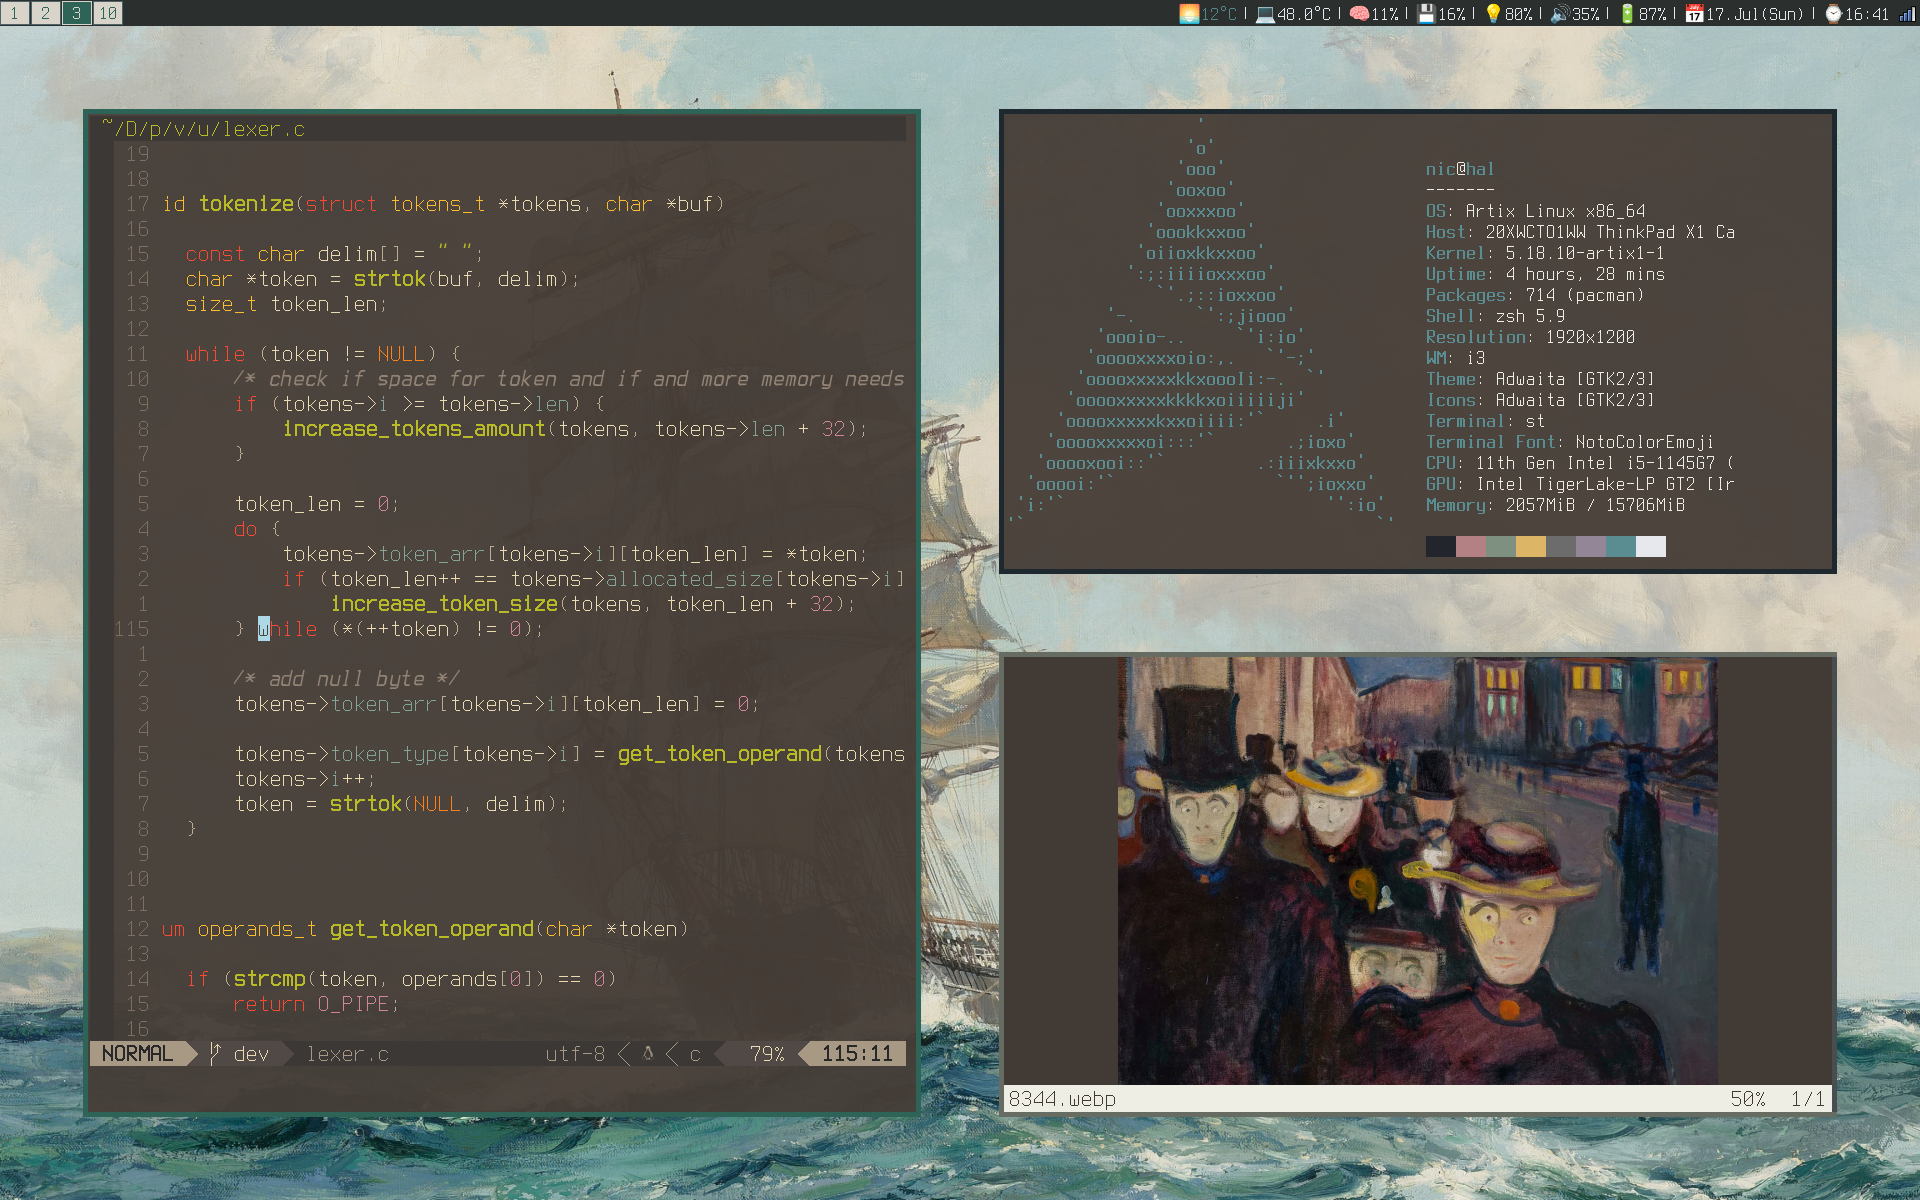 1 2 3 10
12°C | 48.0°C | 11% | 16% | 80% | 35% | 87% | 17.Jul(Sun) | 16:41
~/D/p/v/u/lexer.c
19
18
17 id tokenize(struct tokens_t *tokens, char *buf)
16
15 const char delim[] = " ";
14 char *token = strtok(buf, delim);
13 size_t token_len;
12
11 while (token != NULL) {
10 /* check if space for token and if and more memory needs
9 if (tokens->i >= tokens->len) {
8 increase_tokens_amount(tokens, tokens->len + 32);
7 }
6
5 token_len = 0;
4 do {
3 tokens->token_arr[tokens->i][token_len] = *token;
2 if (token_len++ == tokens->allocated_size[tokens->i]
1 increase_token_size(tokens, token_len + 32);
115 } while (*(++token) != 0);
1
2 /* add null byte */
3 tokens->token_arr[tokens->i][token_len] = 0;
4
5 tokens->token_type[tokens->i] = get_token_operand(tokens
6 tokens->i++;
7 token = strtok(NULL, delim);
8 }
9
10
11
12 um operands_t get_token_operand(char *token)
13
14 if (strcmp(token, operands[0]) == 0)
15 return O_PIPE;
16
NORMAL dev lexer.c utf-8 < < c 79% 115:11
'
'o'
'ooo'
'ooxoo'
'ooxxxoo'
'oookkxxoo'
'oiioxkkxxoo'
':;:iiiioxxxoo'
`'.;::ioxxoo'
'-. `':;jiooo'
'oooio-.. `'i:io'
'ooooxxxxoio:,. `'-;'
'ooooxxxxxkkxoooIi:-. `'
'ooooxxxxxkkkkxoiiiiiji'
'ooooxxxxxkxxoiiii:'` .i'
'ooooxxxxxoi:::'` .;ioxo'
'ooooxooi::'` .:iiixkxxo'
'ooooi:'` `'';ioxxo'
'i:'` '':io'
'` `'
nic@hal
-------
OS: Artix Linux x86_64
Host: 20XWCTO1WW ThinkPad X1 Ca
Kernel: 5.18.10-artix1-1
Uptime: 4 hours, 28 mins
Packages: 714 (pacman)
Shell: zsh 5.9
Resolution: 1920x1200
WM: i3
Theme: Adwaita [GTK2/3]
Icons: Adwaita [GTK2/3]
Terminal: st
Terminal Font: NotoColorEmoji
CPU: 11th Gen Intel i5-1145G7 (
GPU: Intel TigerLake-LP GT2 [Ir
Memory: 2057MiB / 15706MiB
8344.webp 50% 1/1